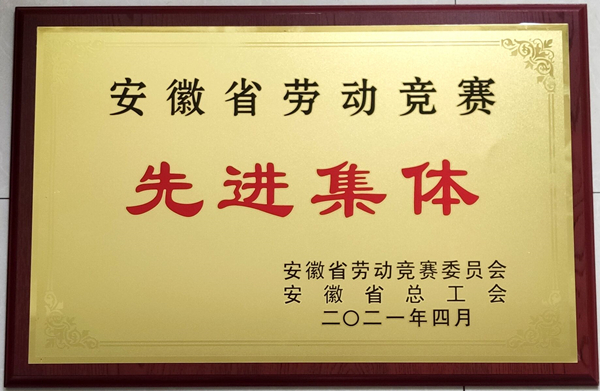 安徽省劳动竞赛
先进集体
安徽省劳动竞赛委员会
安徽省总工会
二〇二一年四月